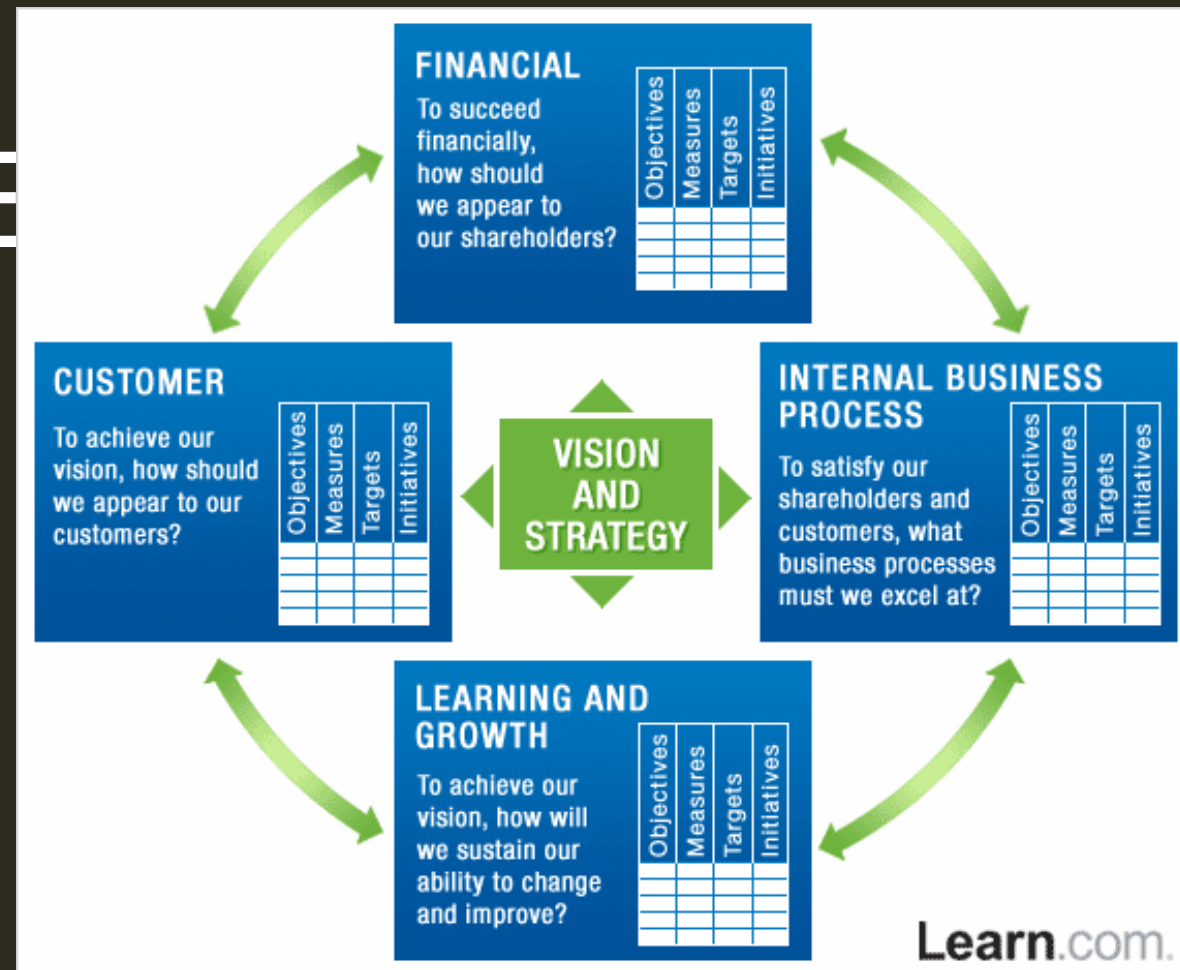 FINANCIAL
To succeed
financially,
how should
we appear to
our shareholders?
Objectives
Measures
Targets
Initiatives
CUSTOMER
To achieve our
vision, how should
we appear to our
customers?
Objectives
Measures
Targets
Initiatives
VISION
AND
STRATEGY
INTERNAL BUSINESS
PROCESS
To satisfy our
shareholders and
customers, what
business processes
must we excel at?
Objectives
Measures
Targets
Initiatives
LEARNING AND
GROWTH
To achieve our
vision, how will
we sustain our
ability to change
and improve?
Objectives
Measures
Targets
Initiatives
Learn.com.